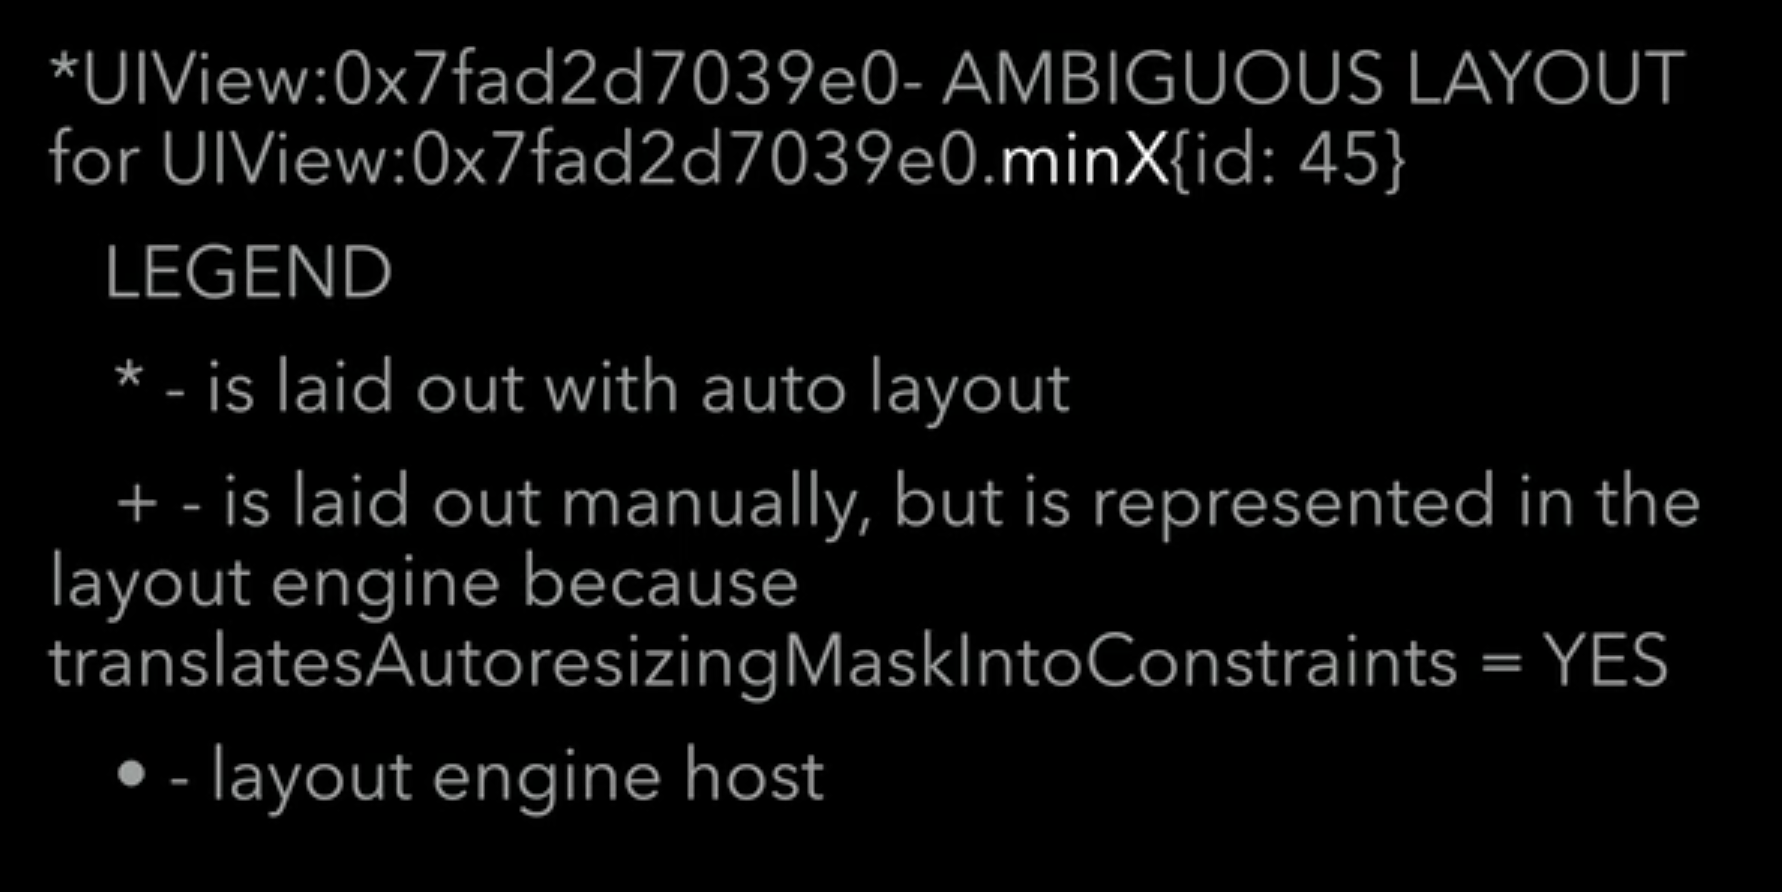 *UIView:0x7fad2d7039e0- AMBIGUOUS LAYOUT
for UIView:0x7fad2d7039e0.minX{id: 45}
LEGEND
* - is laid out with auto layout
+ - is laid out manually, but is represented in the
layout engine because
translatesAutoresizingMaskIntoConstraints = YES
• - layout engine host